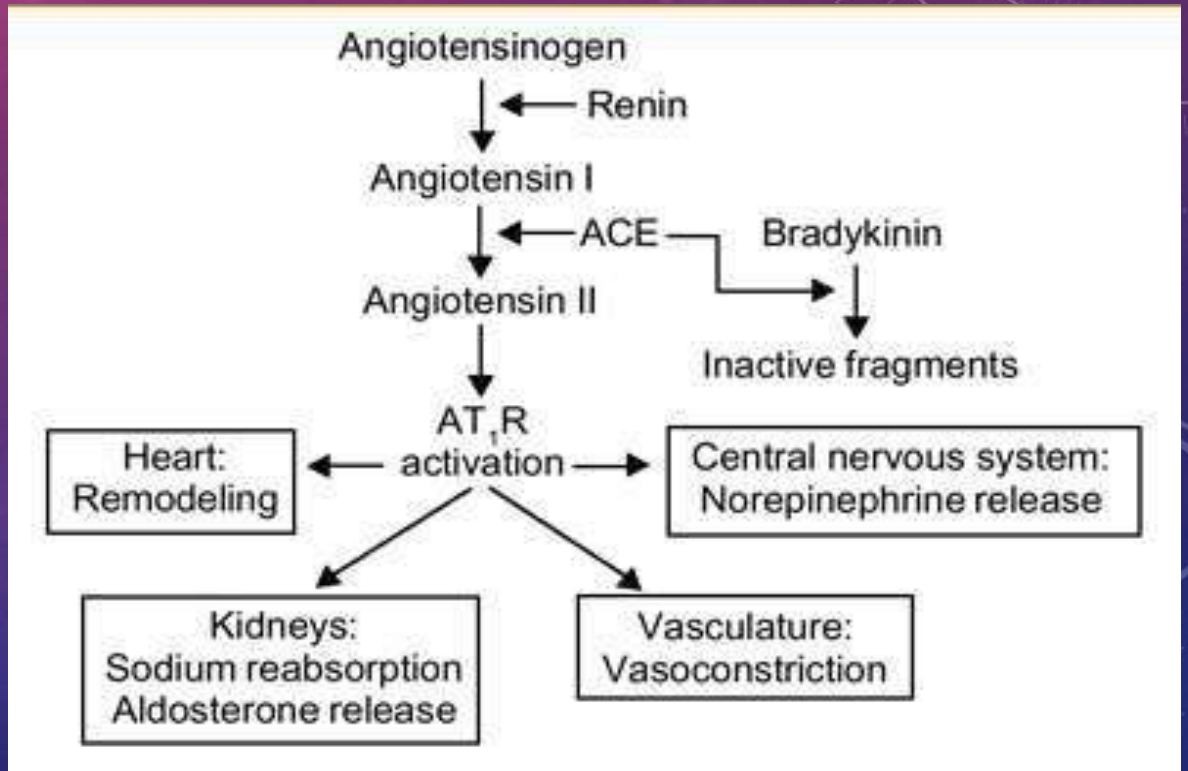 Angiotensinogen
Renin
Angiotensin I
ACE
Bradykinin
Angiotensin II
Inactive fragments
AT₁R
activation
Heart:
Remodeling
Central nervous system:
Norepinephrine release
Kidneys:
Sodium reabsorption
Aldosterone release
Vasculature:
Vasoconstriction